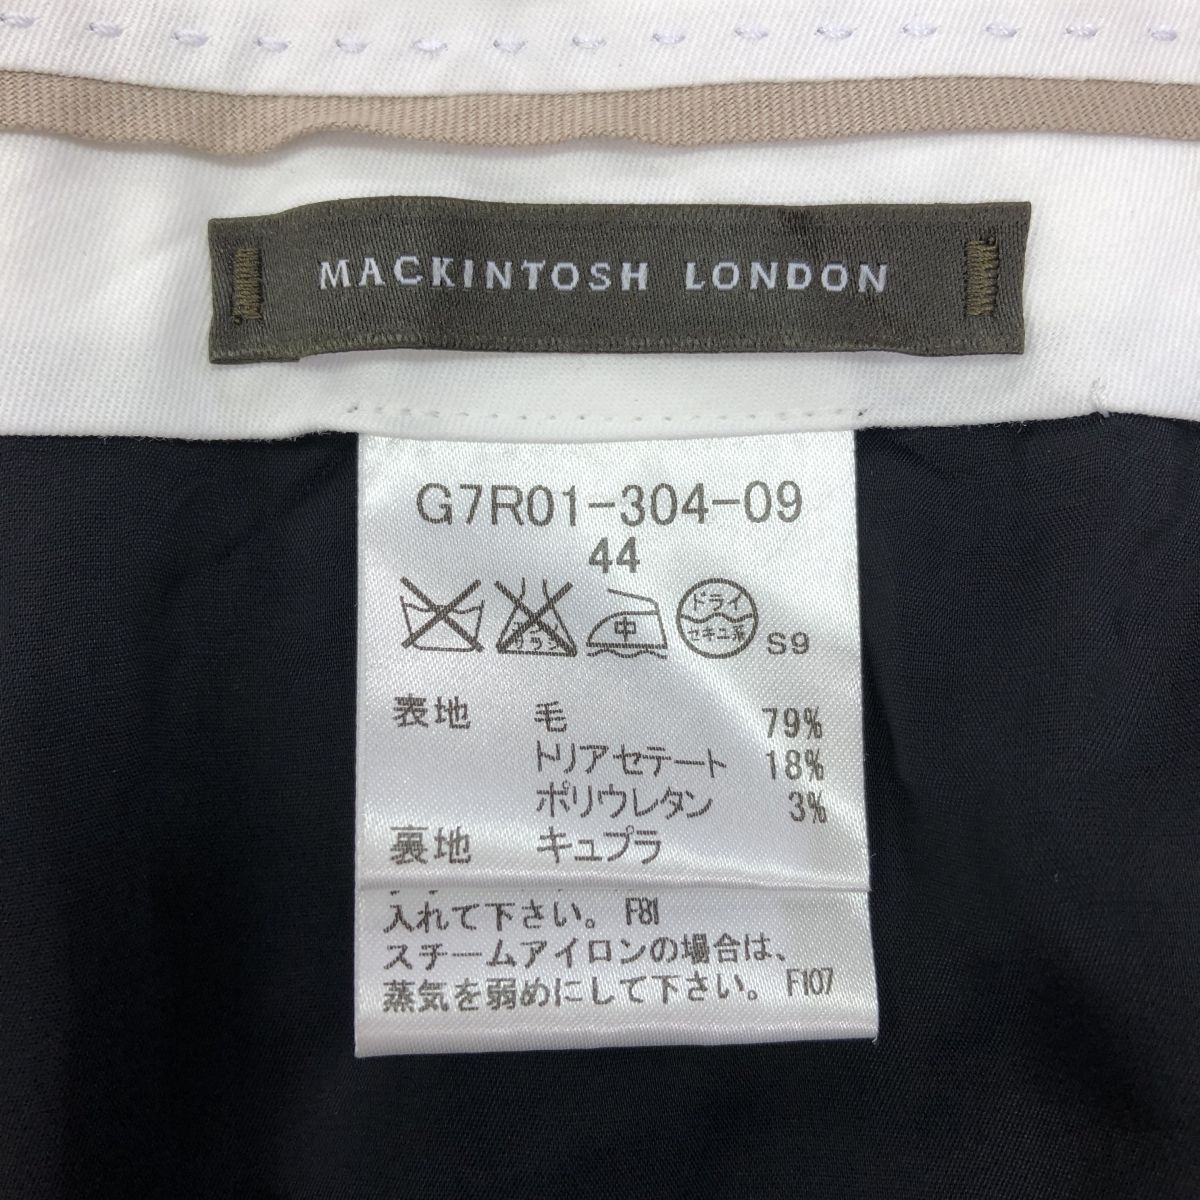 MACKINTOSH LONDON
G7R01-304-09
44
中
ドライ
セキユ系
S9
表地 毛 79%
トリアセテート 18%
ポリウレタン 3%
裏地 キュプラ
入れて下さい。 F81
スチームアイロンの場合は、
蒸気を弱めにして下さい。 F107